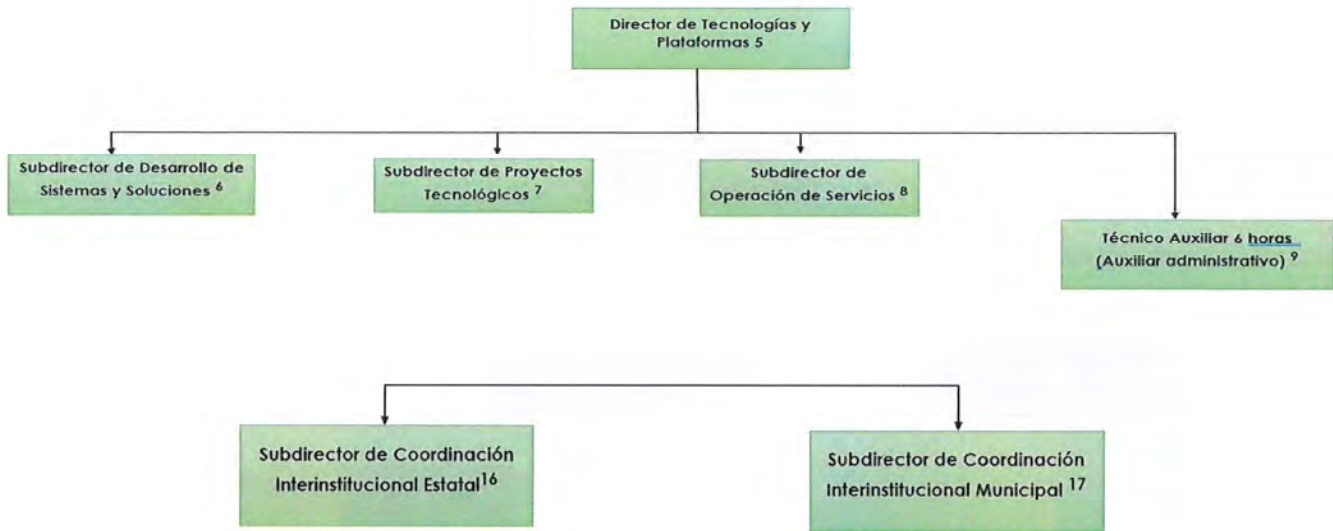 Director de Tecnologías y
Plataformas 5
Subdirector de Desarrollo de
Sistemas y Soluciones 6
Subdirector de Proyectos
Tecnológicos 7
Subdirector de
Operación de Servicios 8
Técnico Auxiliar 6 horas
(Auxiliar administrativo) 9
Subdirector de Coordinación
Interinstitucional Estatal16
Subdirector de Coordinación
Interinstitucional Municipal 17